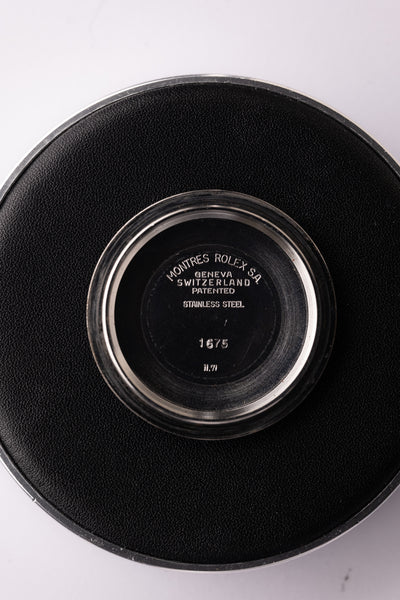 MONTRES ROLEX S.A.
GENEVA
SWITZERLAND
PATENTED
STAINLESS STEEL
1675